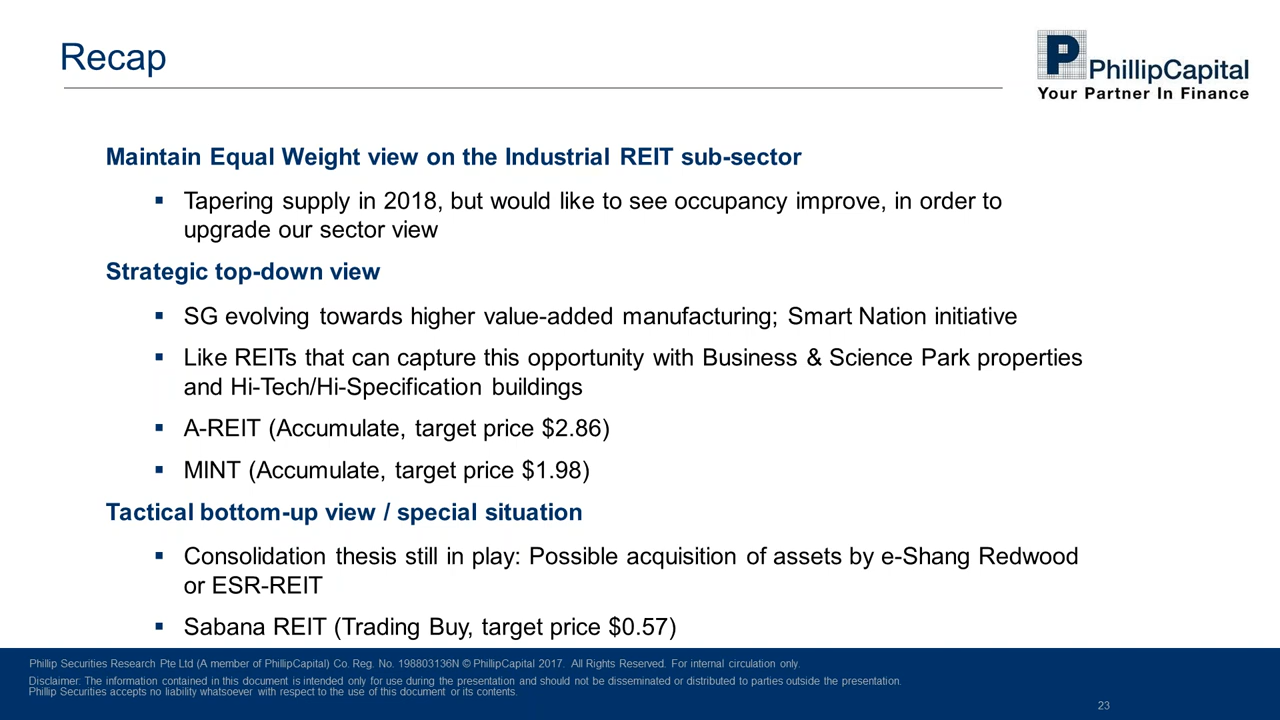 Recap
P
PhillipCapital
Your Partner In Finance
Maintain Equal Weight view on the Industrial REIT sub-sector
▪ Tapering supply in 2018, but would like to see occupancy improve, in order to
upgrade our sector view
Strategic top-down view
▪ SG evolving towards higher value-added manufacturing; Smart Nation initiative
▪ Like REITs that can capture this opportunity with Business & Science Park properties
and Hi-Tech/Hi-Specification buildings
▪ A-REIT (Accumulate, target price $2.86)
▪ MINT (Accumulate, target price $1.98)
Tactical bottom-up view / special situation
▪ Consolidation thesis still in play: Possible acquisition of assets by e-Shang Redwood
or ESR-REIT
▪ Sabana REIT (Trading Buy, target price $0.57)
Phillip Securities Research Pte Ltd (A member of PhillipCapital) Co. Reg. No. 198803136N © PhillipCapital 2017. All Rights Reserved. For internal circulation only.
Disclaimer: The information contained in this document is intended only for use during the presentation and should not be disseminated or distributed to parties outside the presentation.
Phillip Securities accepts no liability whatsoever with respect to the use of this document or its contents.
23